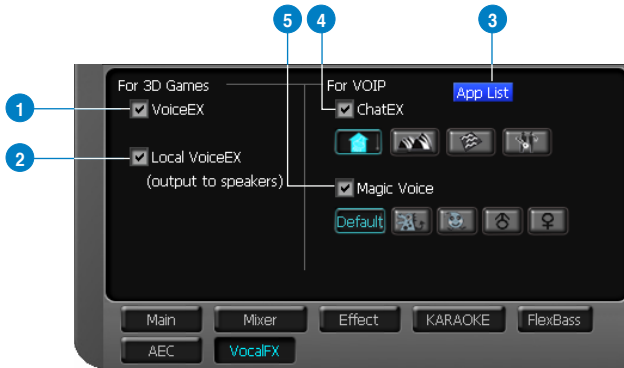 5 4 3
For 3D Games For VOIP
App List
1 VoiceEX ChatEX
2 Local VoiceEX
(output to speakers)
Magic Voice
Default
Main Mixer Effect KARAOKE FlexBass
AEC VocalFX